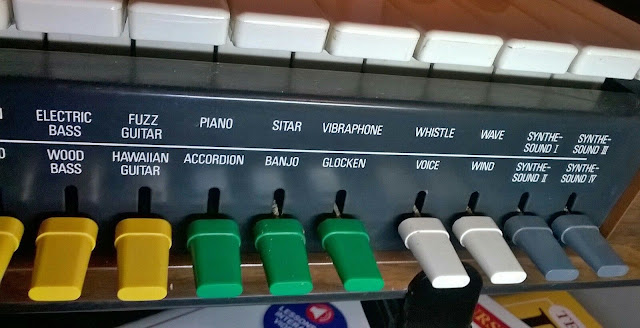 ELECTRIC
BASS
FUZZ
GUITAR
PIANO
SITAR
VIBRAPHONE
WHISTLE
WAVE
SYNTHE-
SOUND I
SYNTHE-
SOUND III
WOOD
BASS
HAWAIIAN
GUITAR
ACCORDION
BANJO
GLOCKEN
VOICE
WIND
SYNTHE-
SOUND II
SYNTHE-
SOUND IV